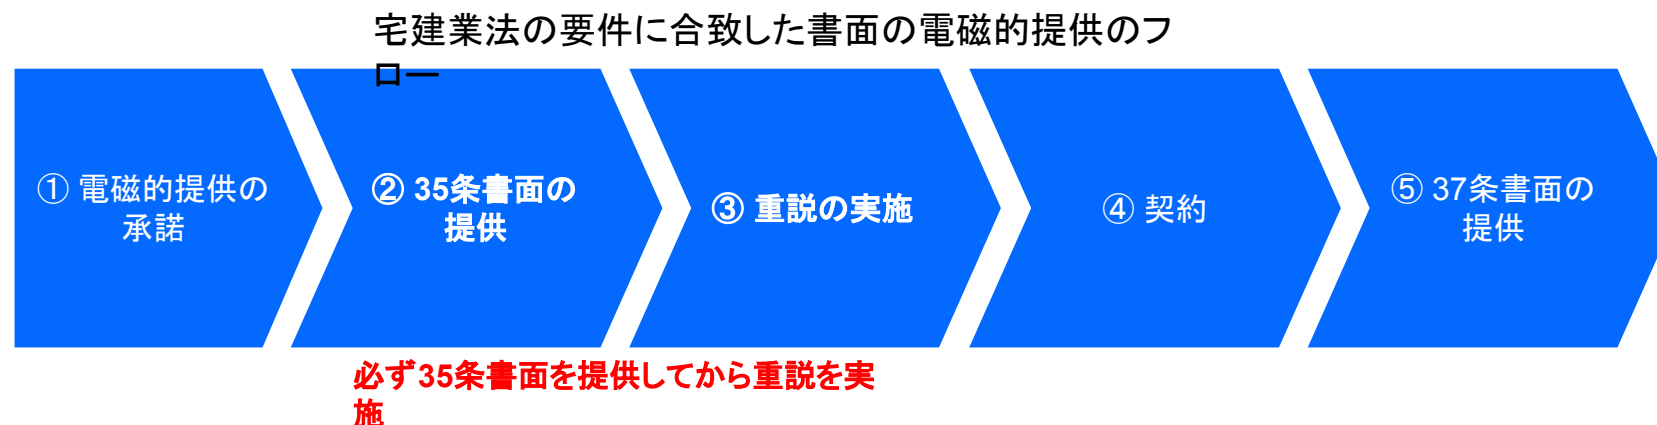 宅建業法の要件に合致した書面の電磁的提供のフ
ロー
① 電磁的提供の
承諾
② 35条書面の
提供
③ 重説の実施
④ 契約
⑤ 37条書面の
提供
必ず35条書面を提供してから重説を実
施